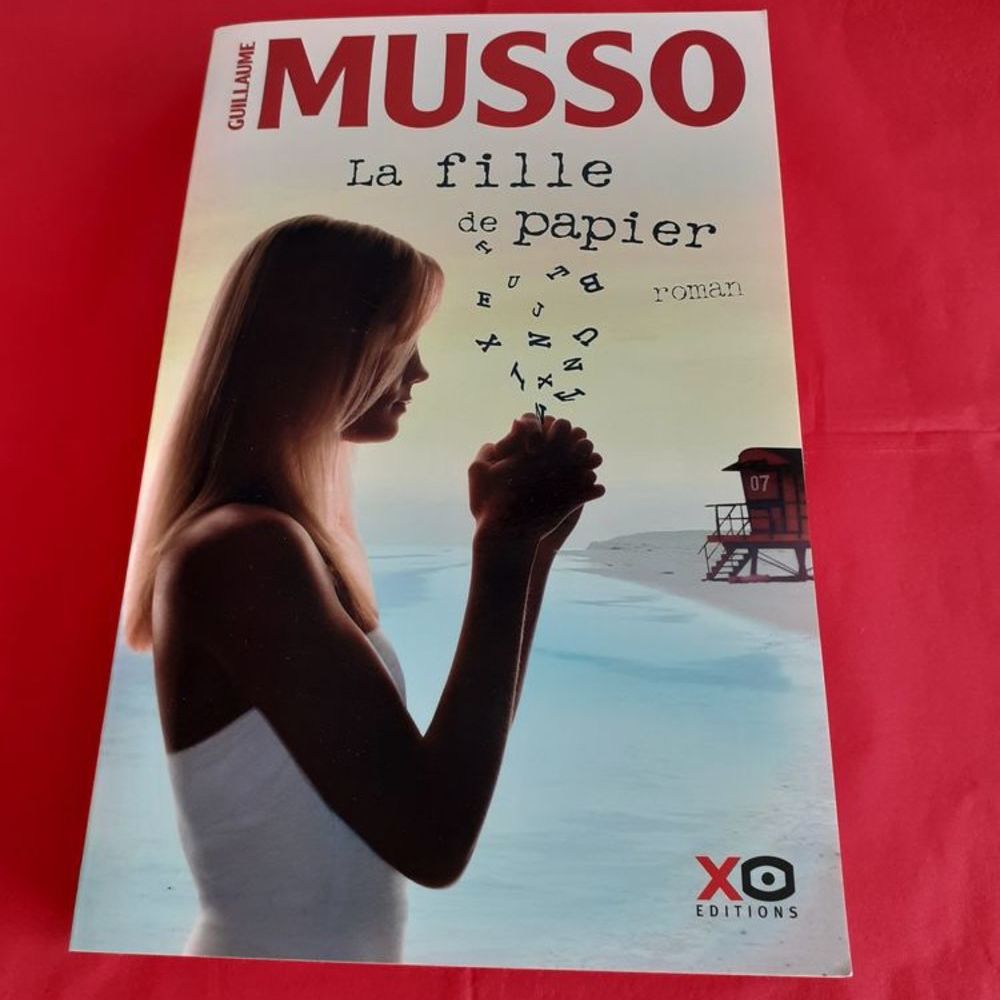 GUILLAUME
MUSSO
La fille
de papier
roman
E U
B
J
X N
Z
X
07
XO
EDITIONS